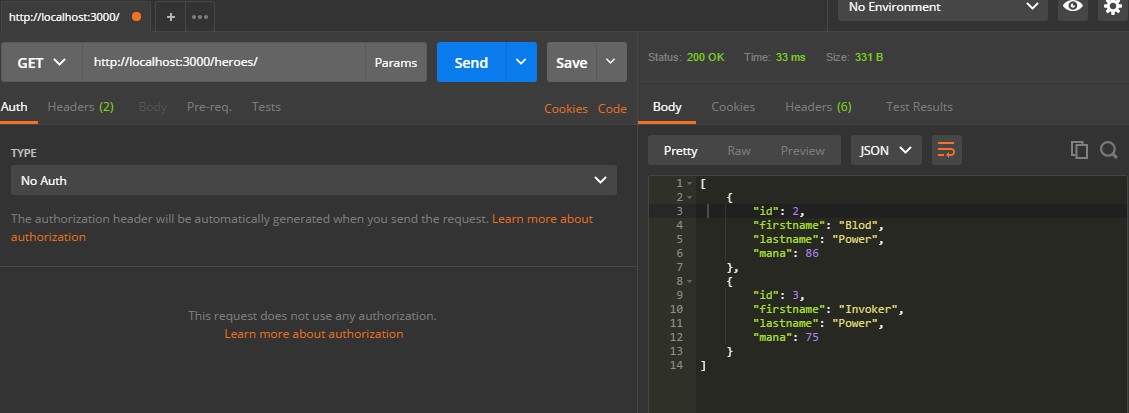 http://localhost:3000/
No Environment
GET
http://localhost:3000/heroes/
Params
Send
Save
Status: 200 OK Time: 33 ms Size: 331 B
Auth Headers (2) Body Pre-req. Tests Cookies Code
Body Cookies Headers (6) Test Results
TYPE
No Auth
The authorization header will be automatically generated when you send the request. Learn more about
authorization
This request does not use any authorization.
Learn more about authorization
Pretty Raw Preview JSON
1 [
2 {
3 "id": 2,
4 "firstname": "Blod",
5 "lastname": "Power",
6 "mana": 86
7 },
8 {
9 "id": 3,
10 "firstname": "Invoker",
11 "lastname": "Power",
12 "mana": 75
13 }
14 ]